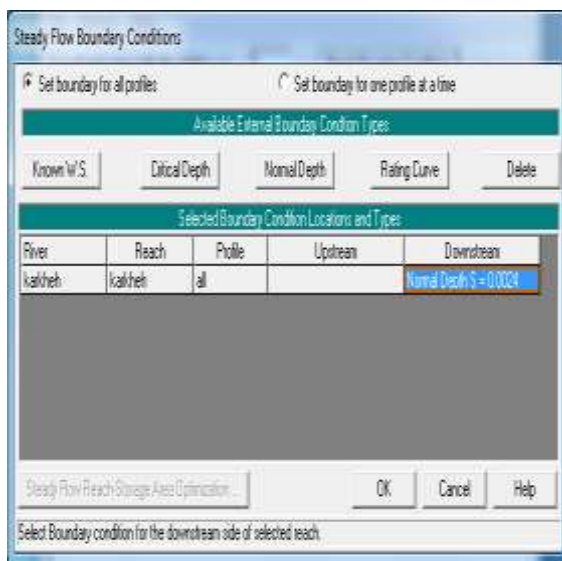 Steady Flow Boundary Conditions
Set boundary for all profiles Set boundary for one profile at a time
Available External Boundary Condition Types
Known W.S. Critical Depth Normal Depth Rating Curve Delete
Selected Boundary Condition Locations and Types
River Reach Profile Upstream Downstream
karkheh karkheh all Normal Depth S = 0.0024
Steady Flow Reach-Storage Area Optimization ... OK Cancel Help
Select Boundary condition for the downstream side of selected reach.